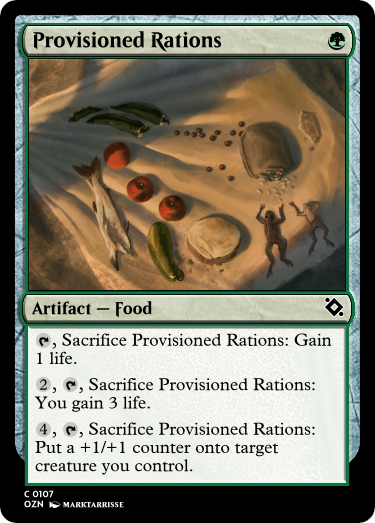 Provisioned Rations
Artifact — Food
, Sacrifice Provisioned Rations: Gain
1 life.
2, , Sacrifice Provisioned Rations:
You gain 3 life.
4, , Sacrifice Provisioned Rations:
Put a +1/+1 counter onto target
creature you control.
C 0107
OZN MARKTARRISSE